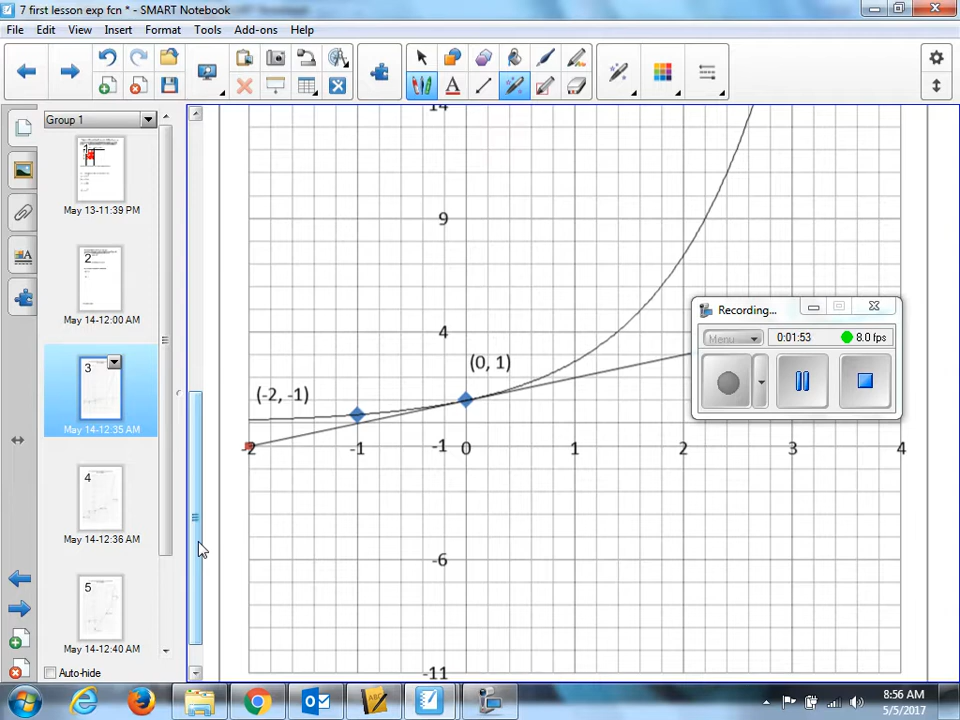 7 first lesson exp fcn * - SMART Notebook
File Edit View Insert Format Tools Add-ons Help
Group 1
1
May 13-11:39 PM
2
May 14-12:00 AM
3
May 14-12:35 AM
4
May 14-12:36 AM
5
May 14-12:40 AM
Auto-hide
14
9
4
(0, 1)
(-2, -1)
-2 -1 -1 0 1 2 3 4
-6
-11
Recording...
Menu 0:01:53 8.0 fps
8:56 AM
5/5/2017